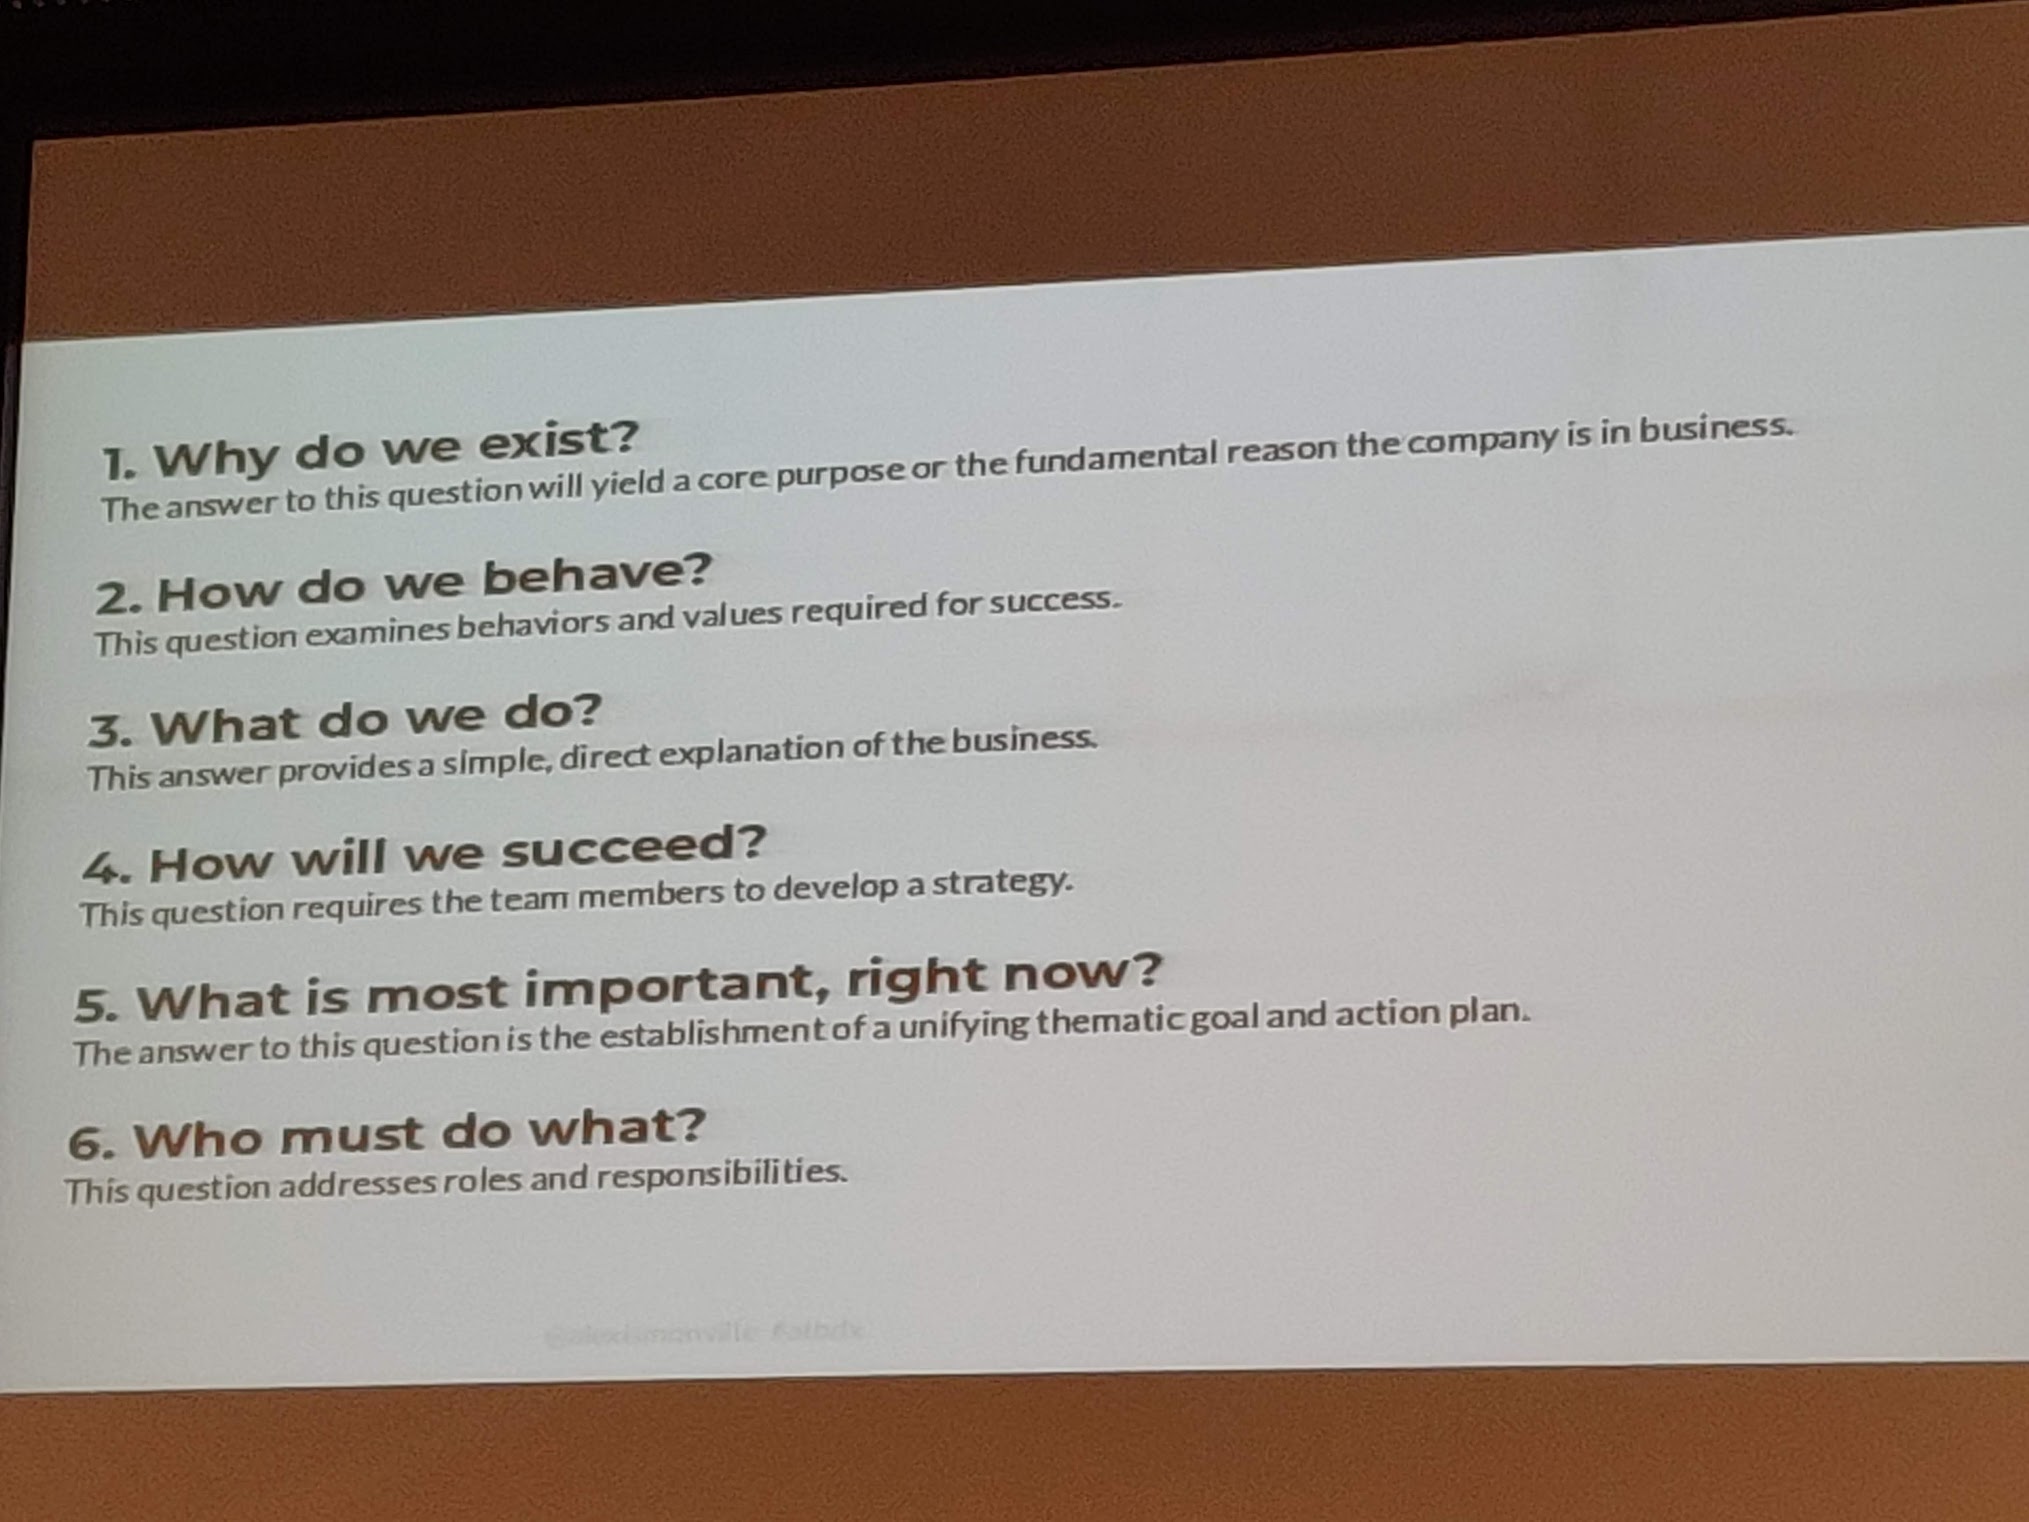 1. Why do we exist?
The answer to this question will yield a core purpose or the fundamental reason the company is in business.
2. How do we behave?
This question examines behaviors and values required for success.
3. What do we do?
This answer provides a simple, direct explanation of the business.
4. How will we succeed?
This question requires the team members to develop a strategy.
5. What is most important, right now?
The answer to this question is the establishment of a unifying thematic goal and action plan.
6. Who must do what?
This question addresses roles and responsibilities.
@alexismonville